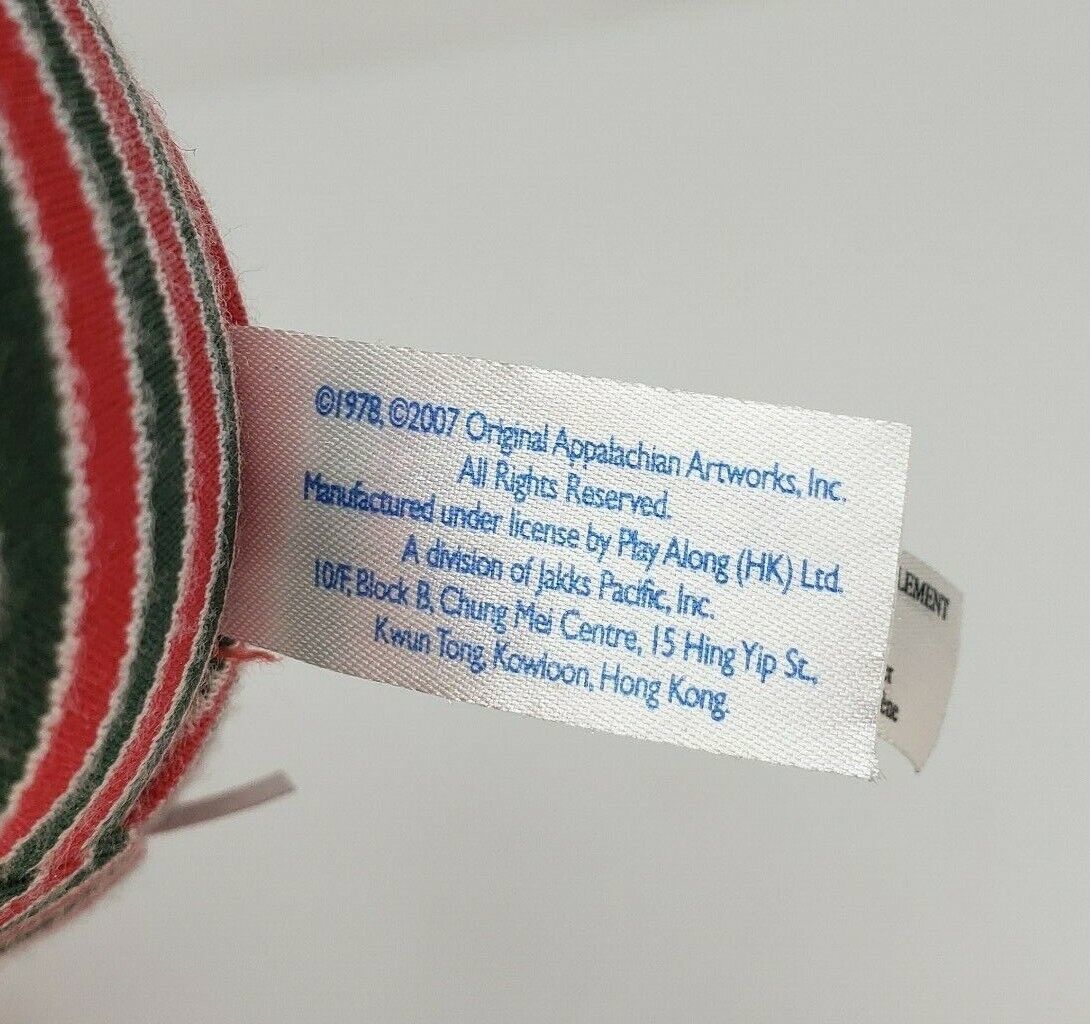 ©1978, ©2007 Original Appalachian Artworks, Inc.
All Rights Reserved.
Manufactured under license by Play Along (HK) Ltd.
A division of Jakks Pacific, Inc.
10/F, Block B, Chung Mei Centre, 15 Hing Yip St.,
Kwun Tong, Kowloon, Hong Kong.
LEMENT